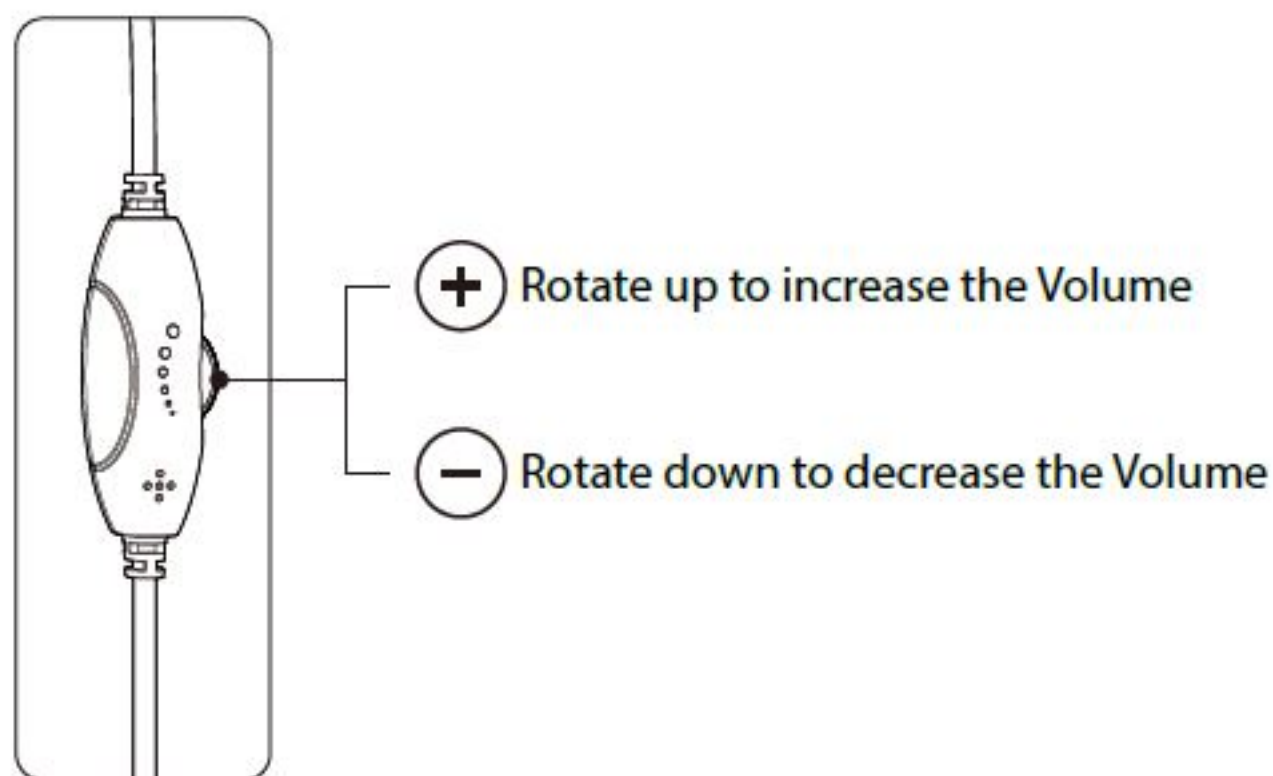 + Rotate up to increase the Volume
− Rotate down to decrease the Volume